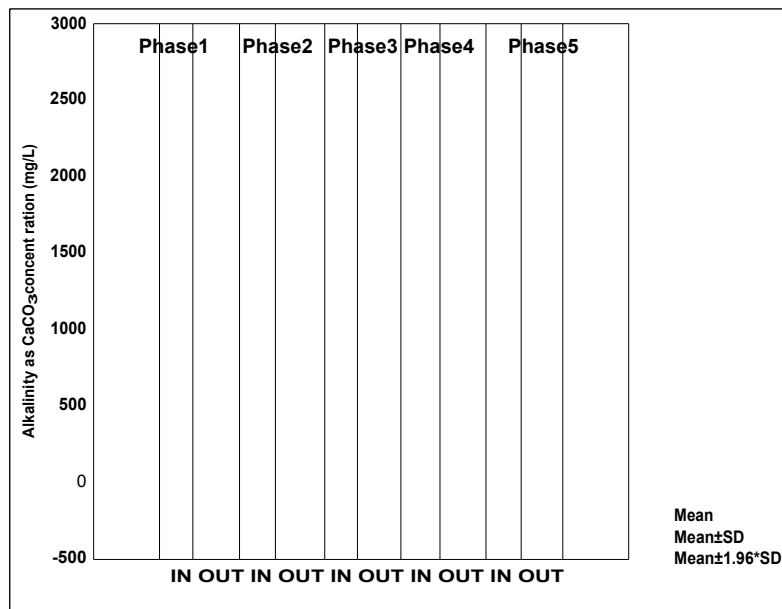 3000
Phase1 Phase2 Phase3 Phase4 Phase5
2500
2000
1500
1000
500
0
-500
Alkalinity as CaCO₃concent ration (mg/L)
IN OUT IN OUT IN OUT IN OUT IN OUT
Mean
Mean±SD
Mean±1.96*SD